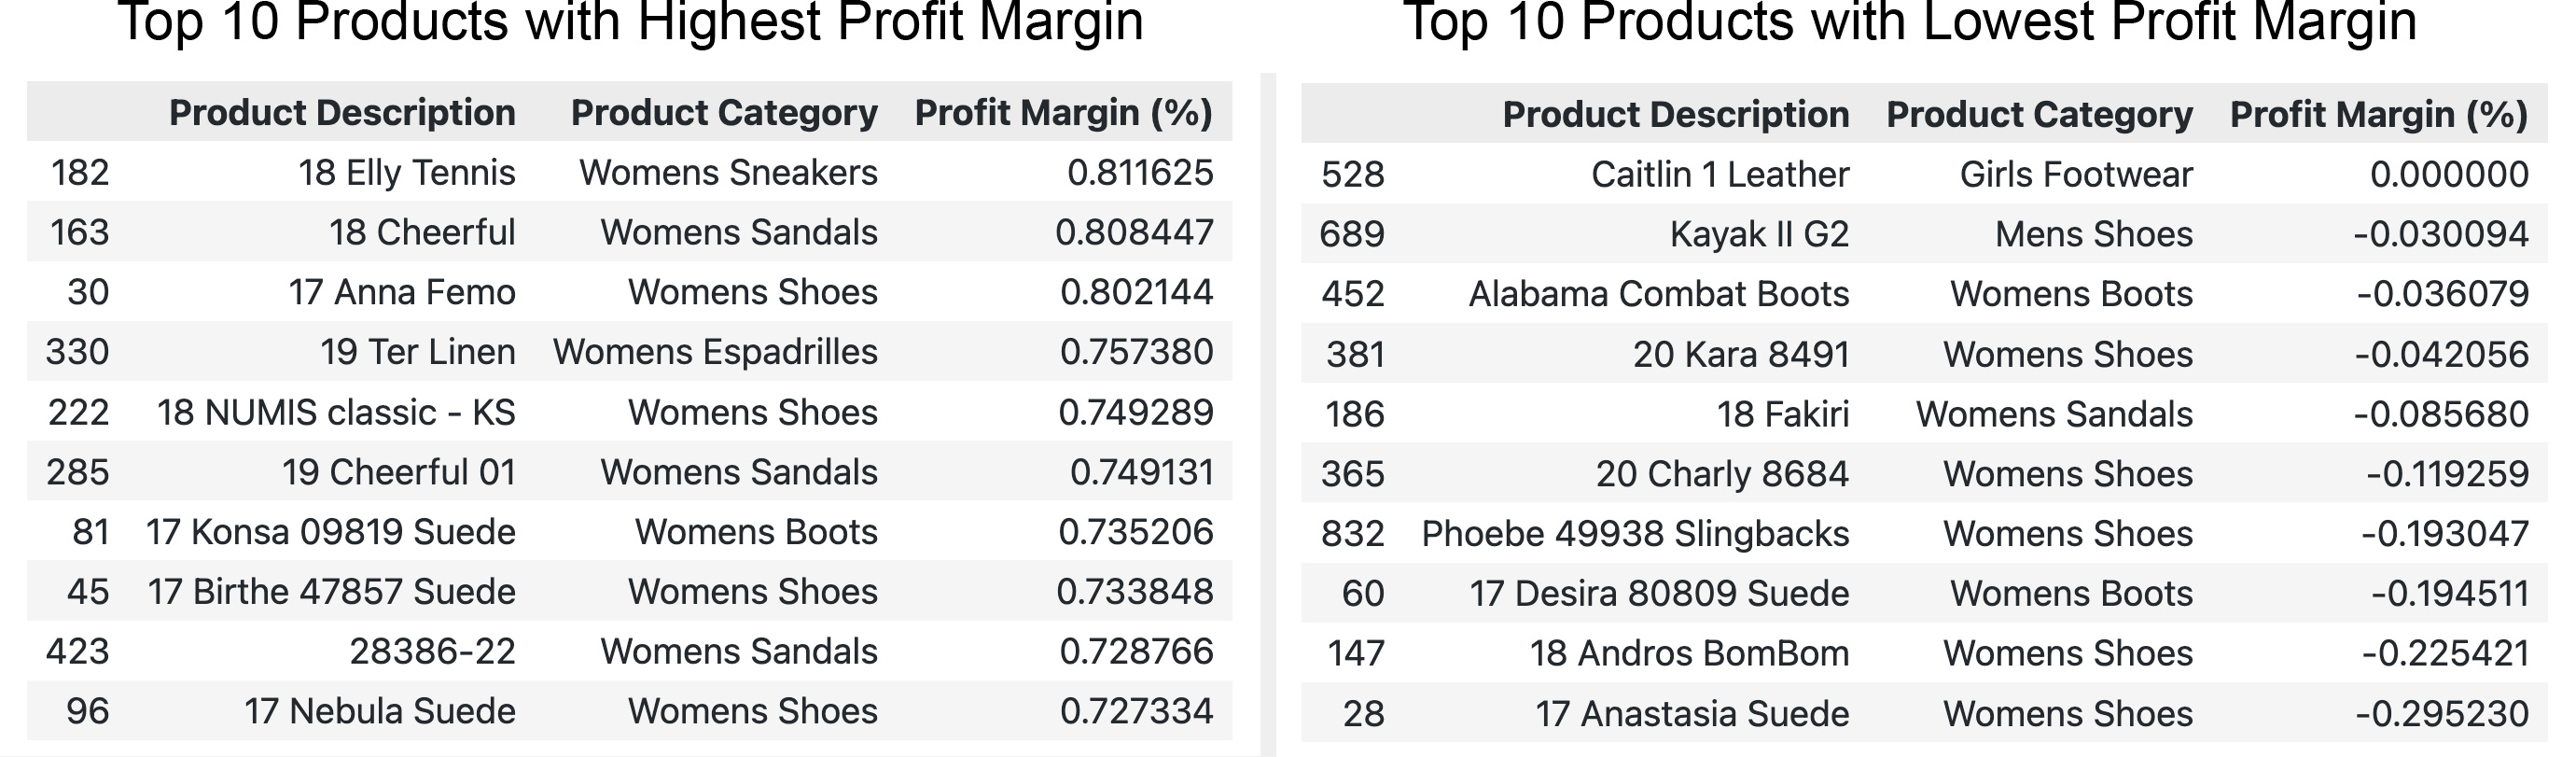 Top 10 Products with Highest Profit Margin
Product Description Product Category Profit Margin (%)
182 18 Elly Tennis Womens Sneakers 0.811625
163 18 Cheerful Womens Sandals 0.808447
30 17 Anna Femo Womens Shoes 0.802144
330 19 Ter Linen Womens Espadrilles 0.757380
222 18 NUMIS classic - KS Womens Shoes 0.749289
285 19 Cheerful 01 Womens Sandals 0.749131
81 17 Konsa 09819 Suede Womens Boots 0.735206
45 17 Birthe 47857 Suede Womens Shoes 0.733848
423 28386-22 Womens Sandals 0.728766
96 17 Nebula Suede Womens Shoes 0.727334
Top 10 Products with Lowest Profit Margin
Product Description Product Category Profit Margin (%)
528 Caitlin 1 Leather Girls Footwear 0.000000
689 Kayak II G2 Mens Shoes -0.030094
452 Alabama Combat Boots Womens Boots -0.036079
381 20 Kara 8491 Womens Shoes -0.042056
186 18 Fakiri Womens Sandals -0.085680
365 20 Charly 8684 Womens Shoes -0.119259
832 Phoebe 49938 Slingbacks Womens Shoes -0.193047
60 17 Desira 80809 Suede Womens Boots -0.194511
147 18 Andros BomBom Womens Shoes -0.225421
28 17 Anastasia Suede Womens Shoes -0.295230